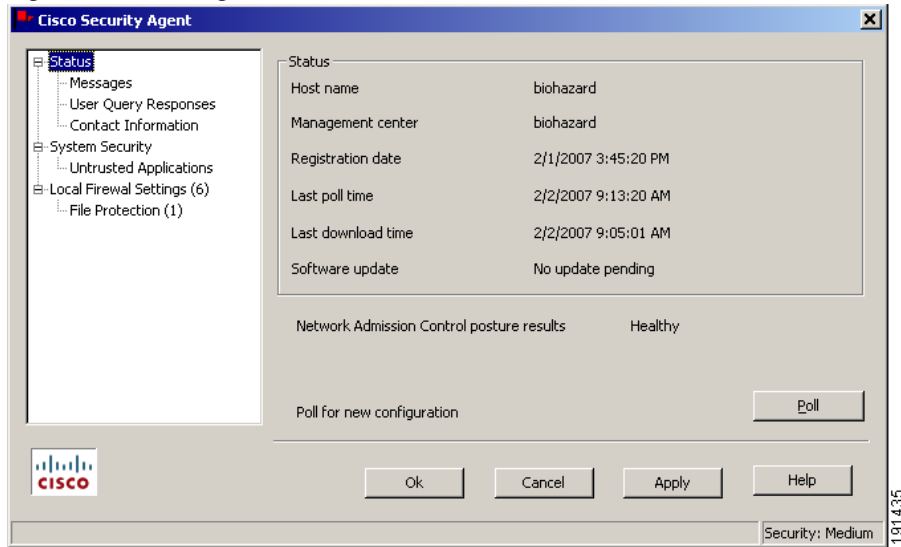 Cisco Security Agent
Status
Messages
User Query Responses
Contact Information
System Security
Untrusted Applications
Local Firewal Settings (6)
File Protection (1)
Status
Host name biohazard
Management center biohazard
Registration date 2/1/2007 3:45:20 PM
Last poll time 2/2/2007 9:13:20 AM
Last download time 2/2/2007 9:05:01 AM
Software update No update pending
Network Admission Control posture results Healthy
Poll for new configuration Poll
CISCO
Ok Cancel Apply Help
Security: Medium
191435